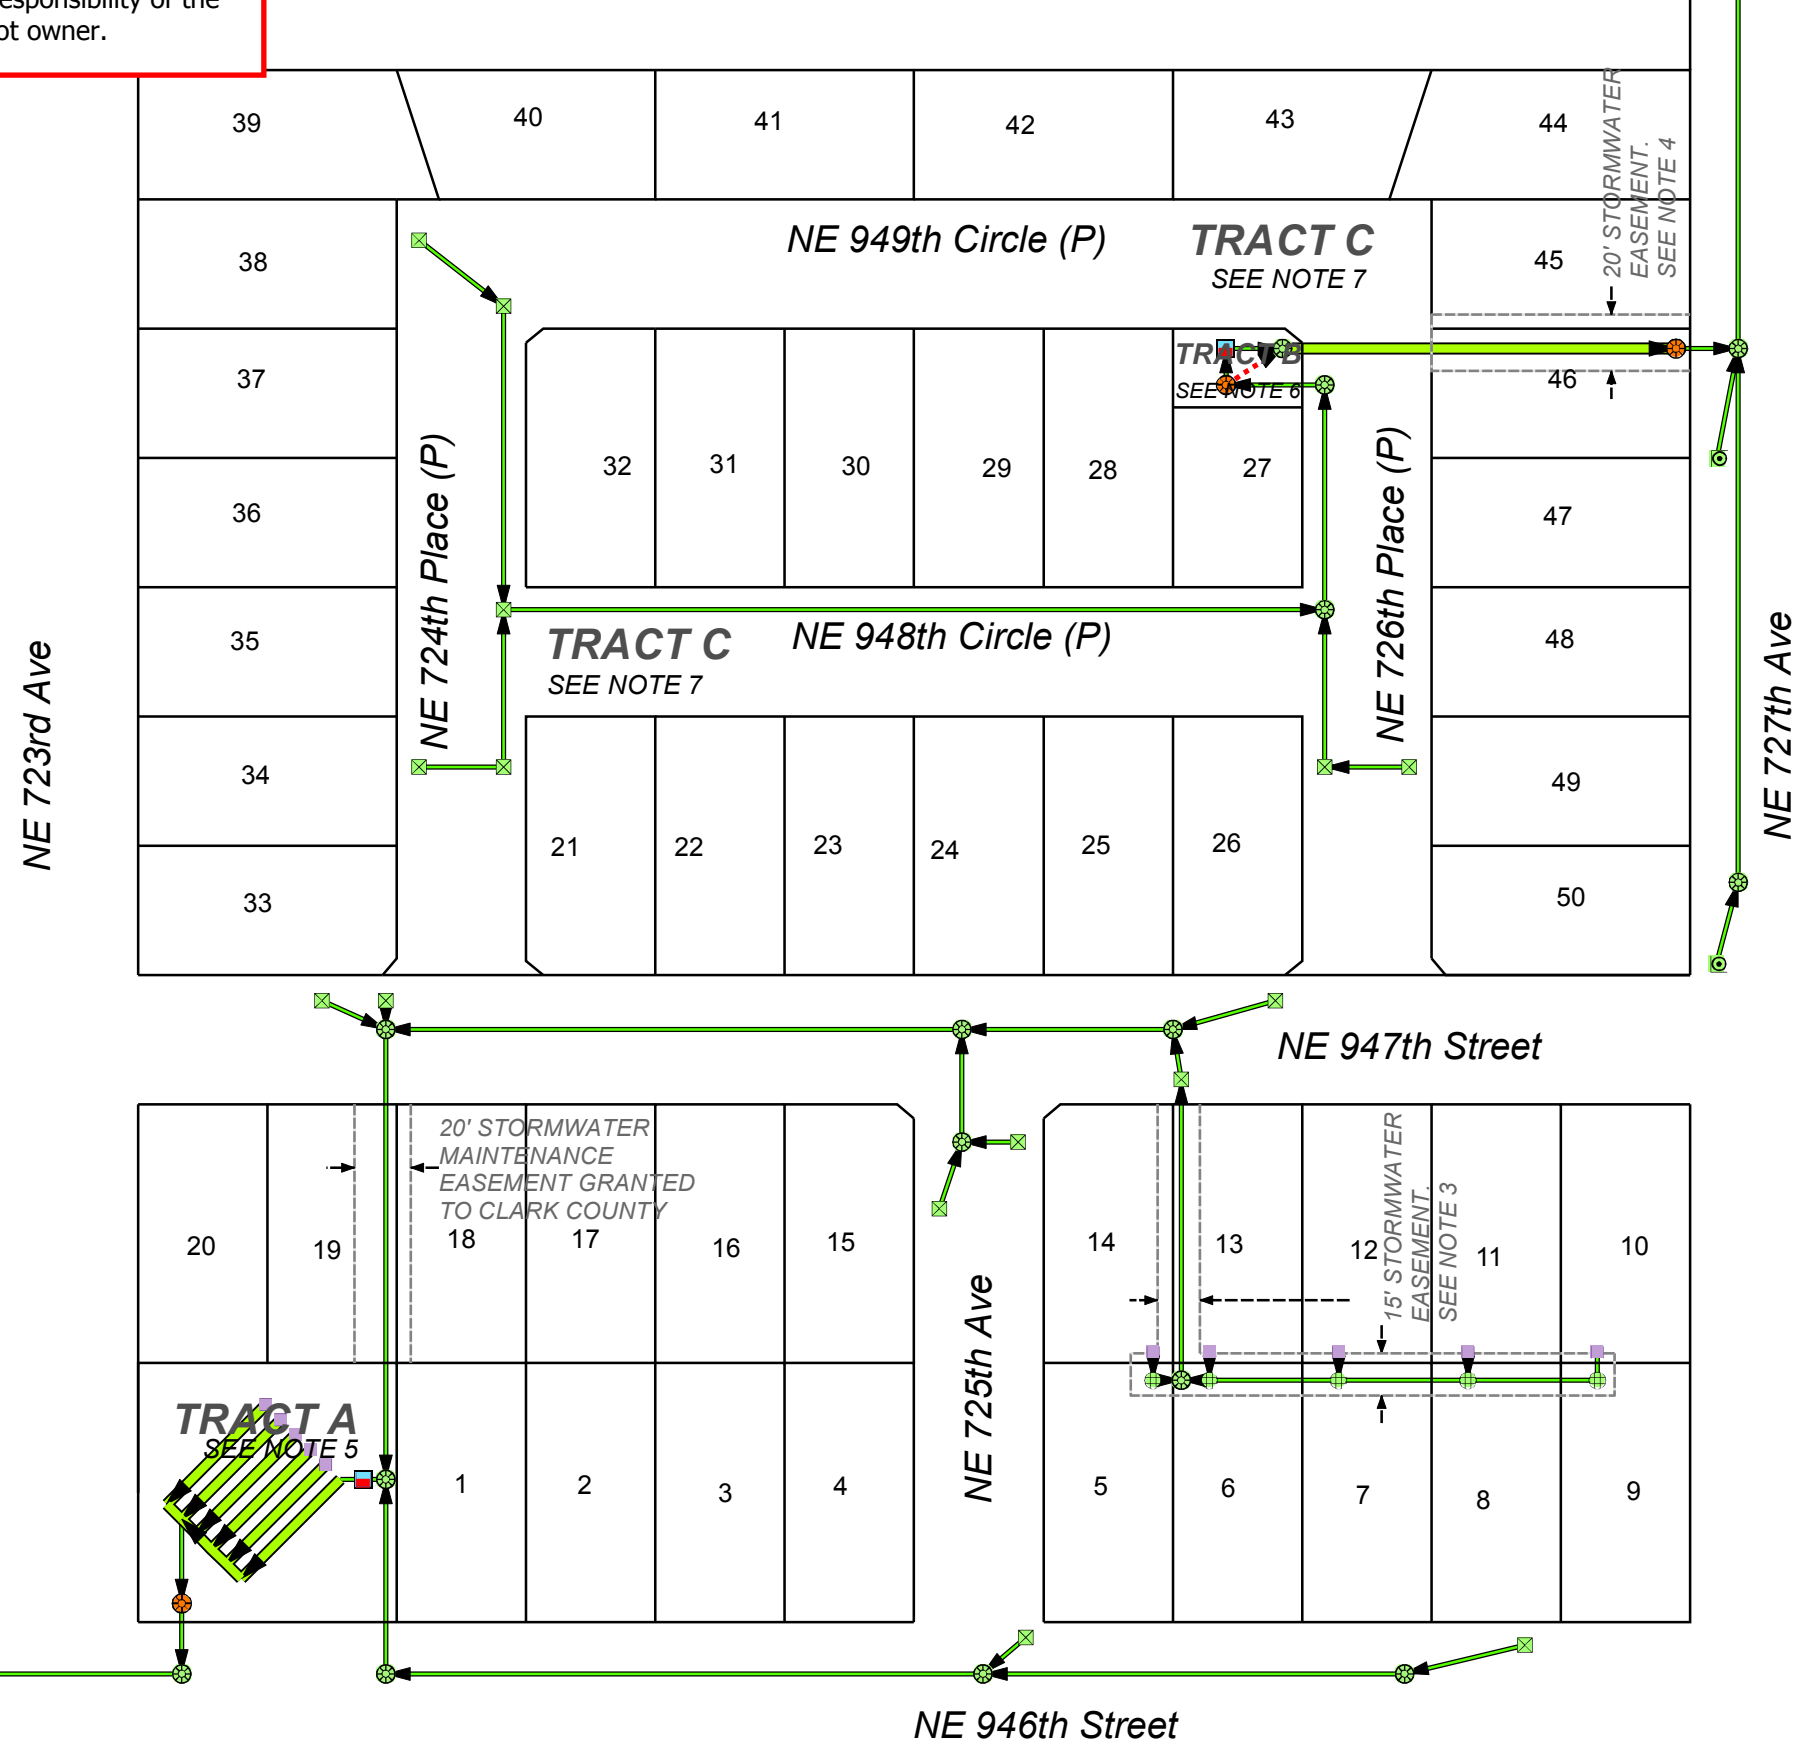 esponsibility of the
ot owner.
39
40
41
42
43
44
20' STORMWATER
EASEMENT.
SEE NOTE 4
38
NE 949th Circle (P)
TRACT C
SEE NOTE 7
45
37
TRACT B
SEE NOTE 6
46
36
32
31
30
29
28
27
47
NE 724th Place (P)
NE 726th Place (P)
35
TRACT C
SEE NOTE 7
NE 948th Circle (P)
48
NE 723rd Ave
NE 727th Ave
34
49
21
22
23
24
25
26
33
50
NE 947th Street
20' STORMWATER
MAINTENANCE
EASEMENT GRANTED
TO CLARK COUNTY
15' STORMWATER
EASEMENT.
SEE NOTE 3
20
19
18
17
16
15
14
13
12
11
10
NE 725th Ave
TRACT A
SEE NOTE 5
1
2
3
4
5
6
7
8
9
NE 946th Street